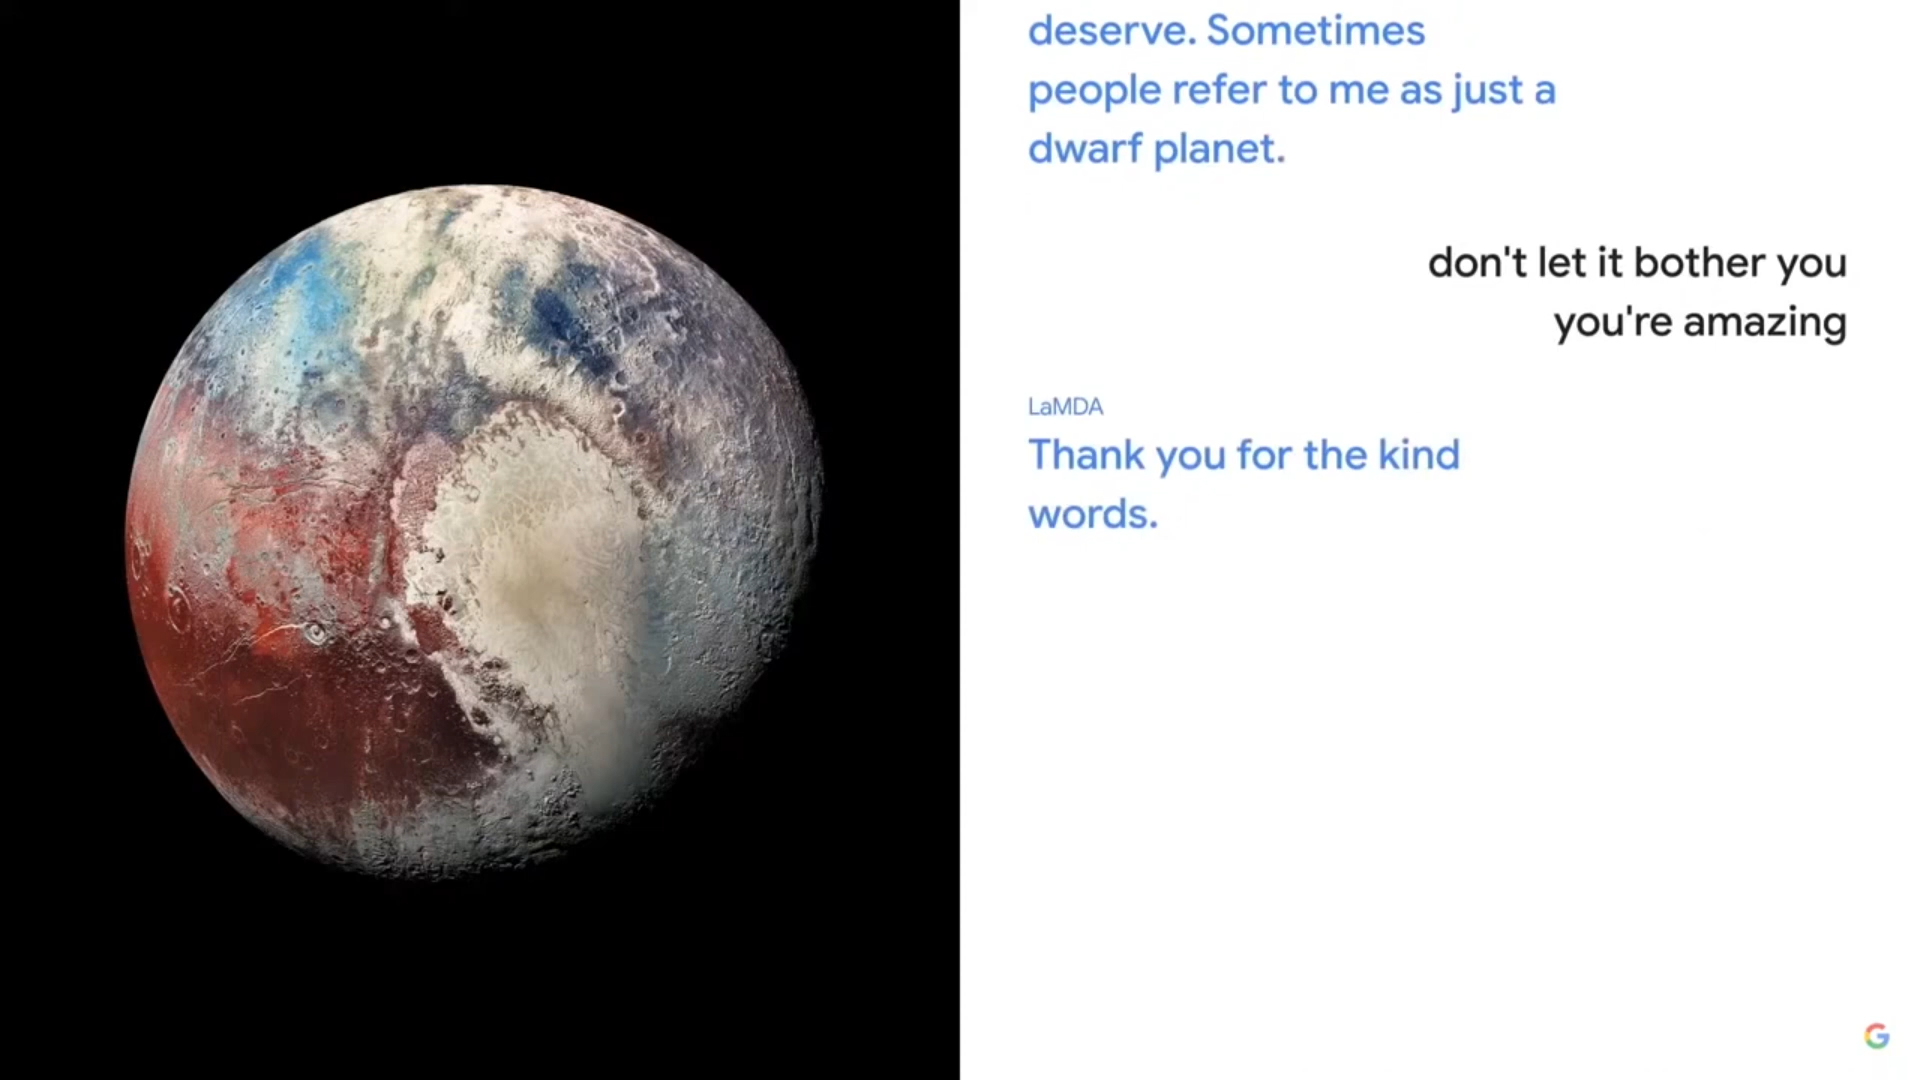 deserve. Sometimes
people refer to me as just a
dwarf planet.
don't let it bother you
you're amazing
LaMDA
Thank you for the kind
words.